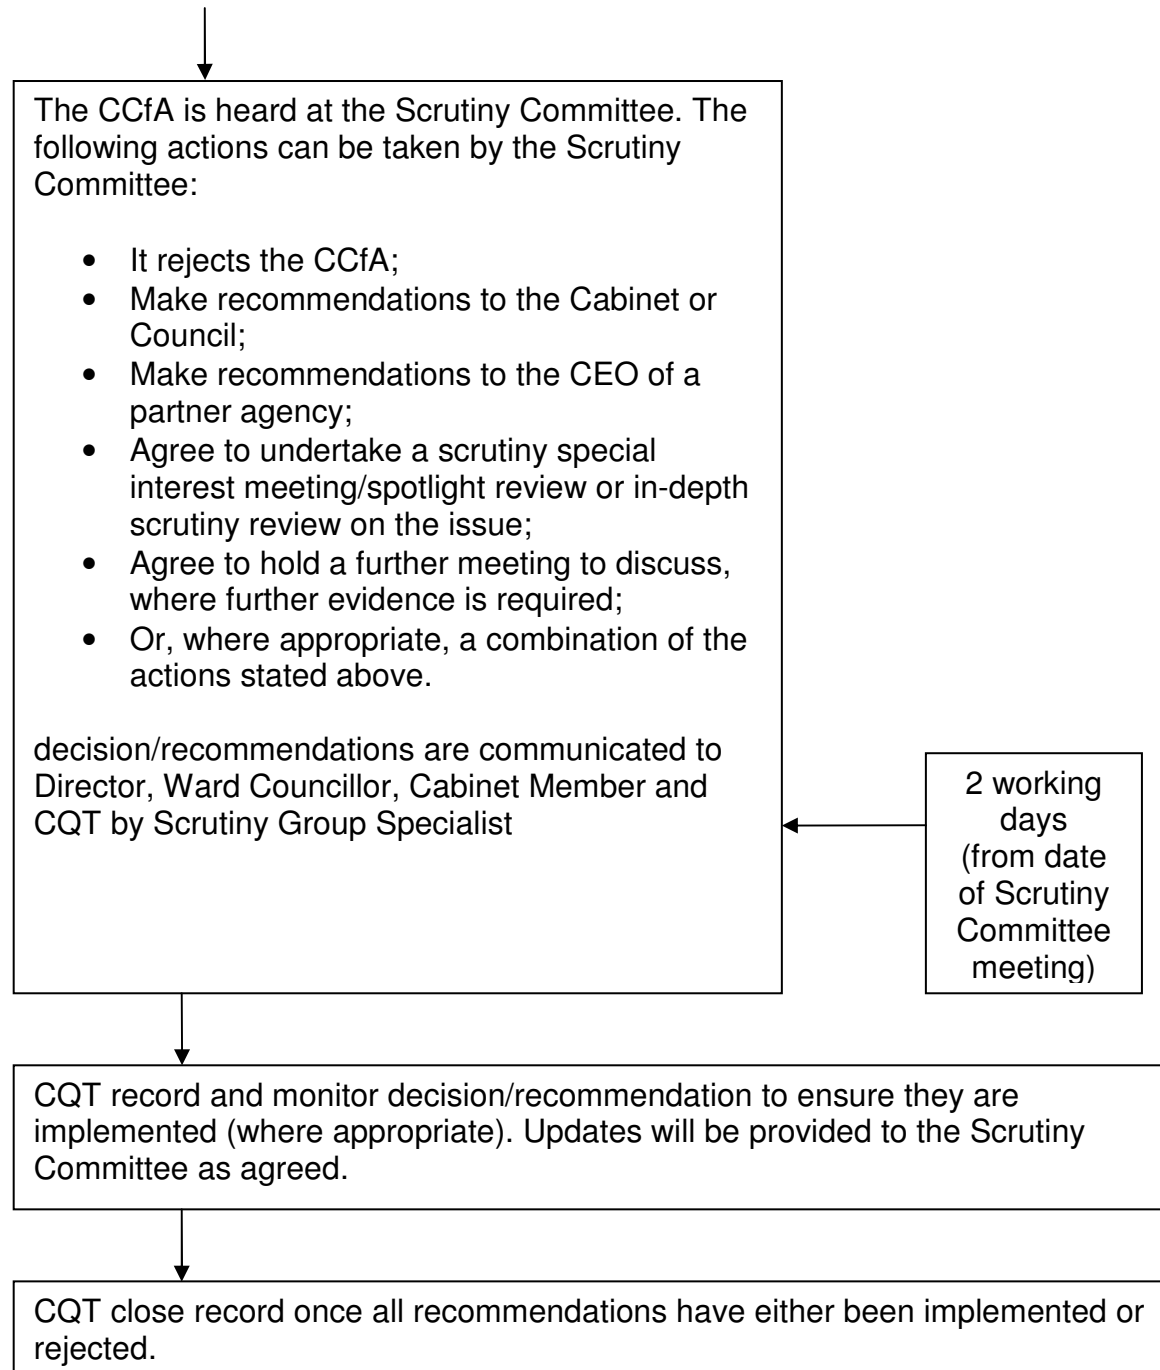 The CCfA is heard at the Scrutiny Committee. The
following actions can be taken by the Scrutiny
Committee:
• It rejects the CCfA;
• Make recommendations to the Cabinet or
Council;
• Make recommendations to the CEO of a
partner agency;
• Agree to undertake a scrutiny special
interest meeting/spotlight review or in-depth
scrutiny review on the issue;
• Agree to hold a further meeting to discuss,
where further evidence is required;
• Or, where appropriate, a combination of the
actions stated above.
decision/recommendations are communicated to
Director, Ward Councillor, Cabinet Member and
CQT by Scrutiny Group Specialist
2 working
days
(from date
of Scrutiny
Committee
meeting)
CQT record and monitor decision/recommendation to ensure they are
implemented (where appropriate). Updates will be provided to the Scrutiny
Committee as agreed.
CQT close record once all recommendations have either been implemented or
rejected.